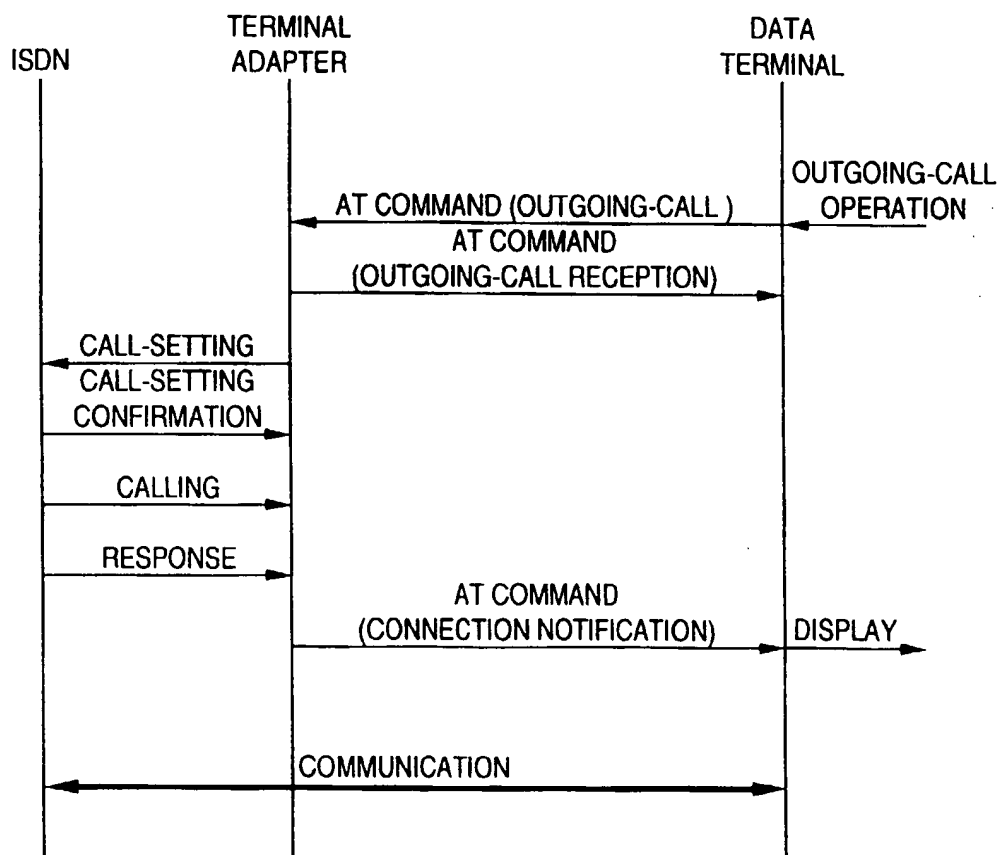 ISDN
TERMINAL
ADAPTER
DATA
TERMINAL
OUTGOING-CALL
OPERATION
AT COMMAND (OUTGOING-CALL )
AT COMMAND
(OUTGOING-CALL RECEPTION)
CALL-SETTING
CALL-SETTING
CONFIRMATION
CALLING
RESPONSE
AT COMMAND
(CONNECTION NOTIFICATION)
DISPLAY
COMMUNICATION